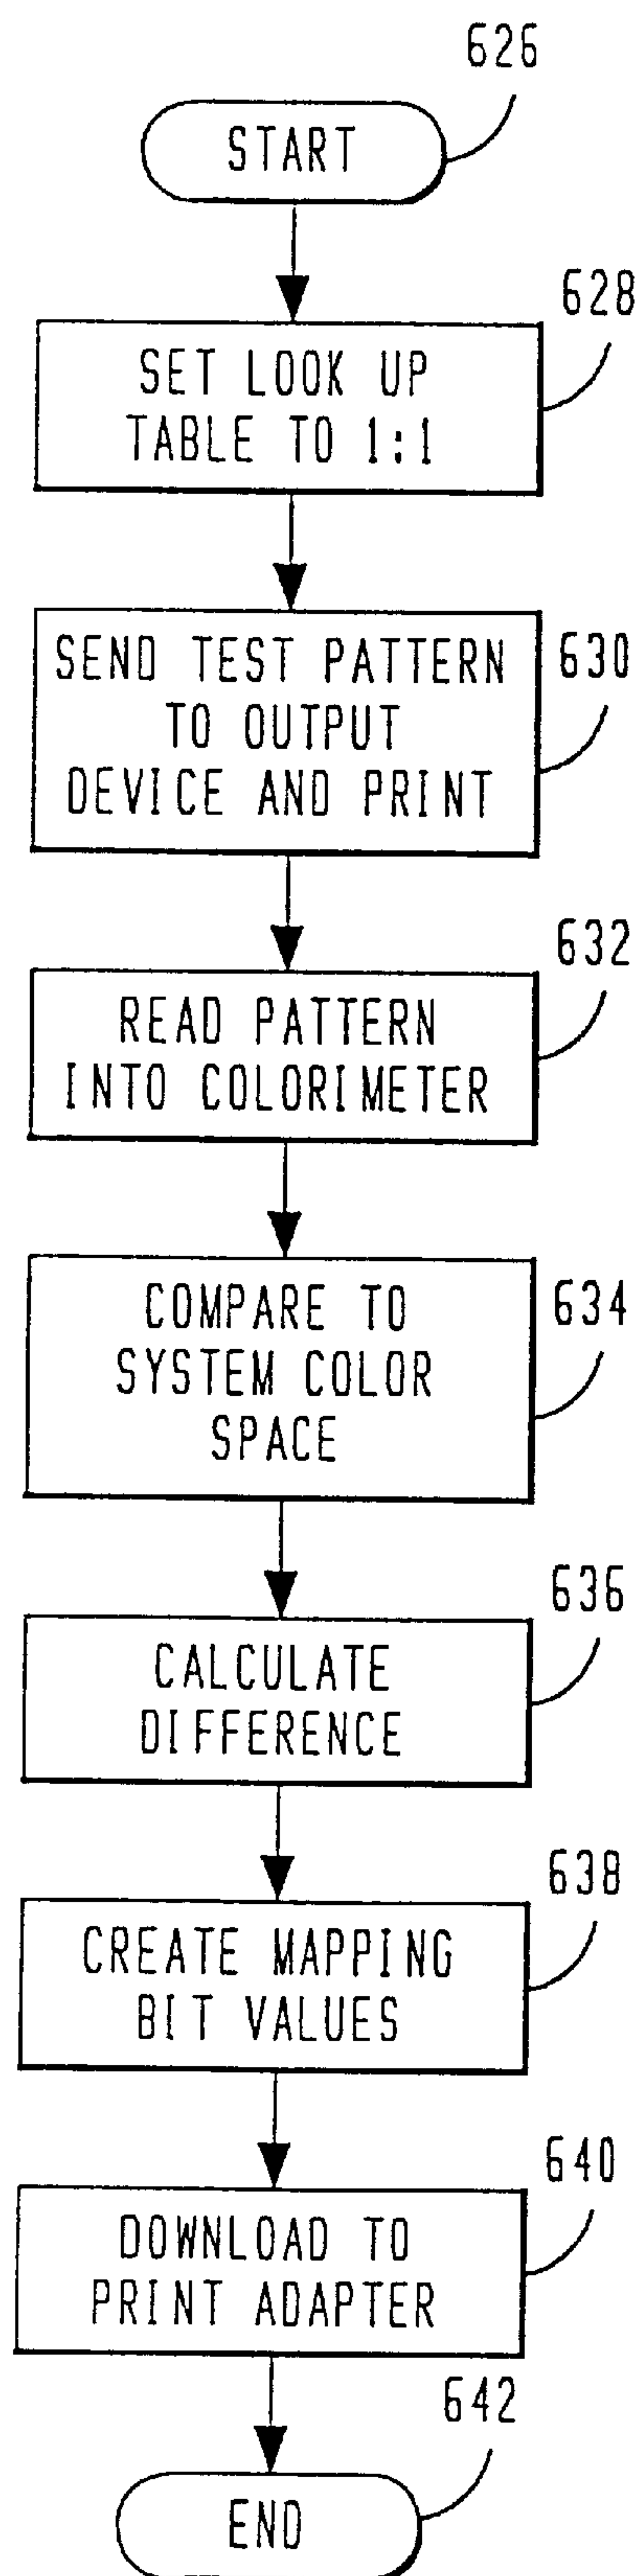 626
START
628
SET LOOK UP
TABLE TO 1:1
630
SEND TEST PATTERN
TO OUTPUT
DEVICE AND PRINT
632
READ PATTERN
INTO COLORIMETER
634
COMPARE TO
SYSTEM COLOR
SPACE
636
CALCULATE
DIFFERENCE
638
CREATE MAPPING
BIT VALUES
640
DOWNLOAD TO
PRINT ADAPTER
642
END